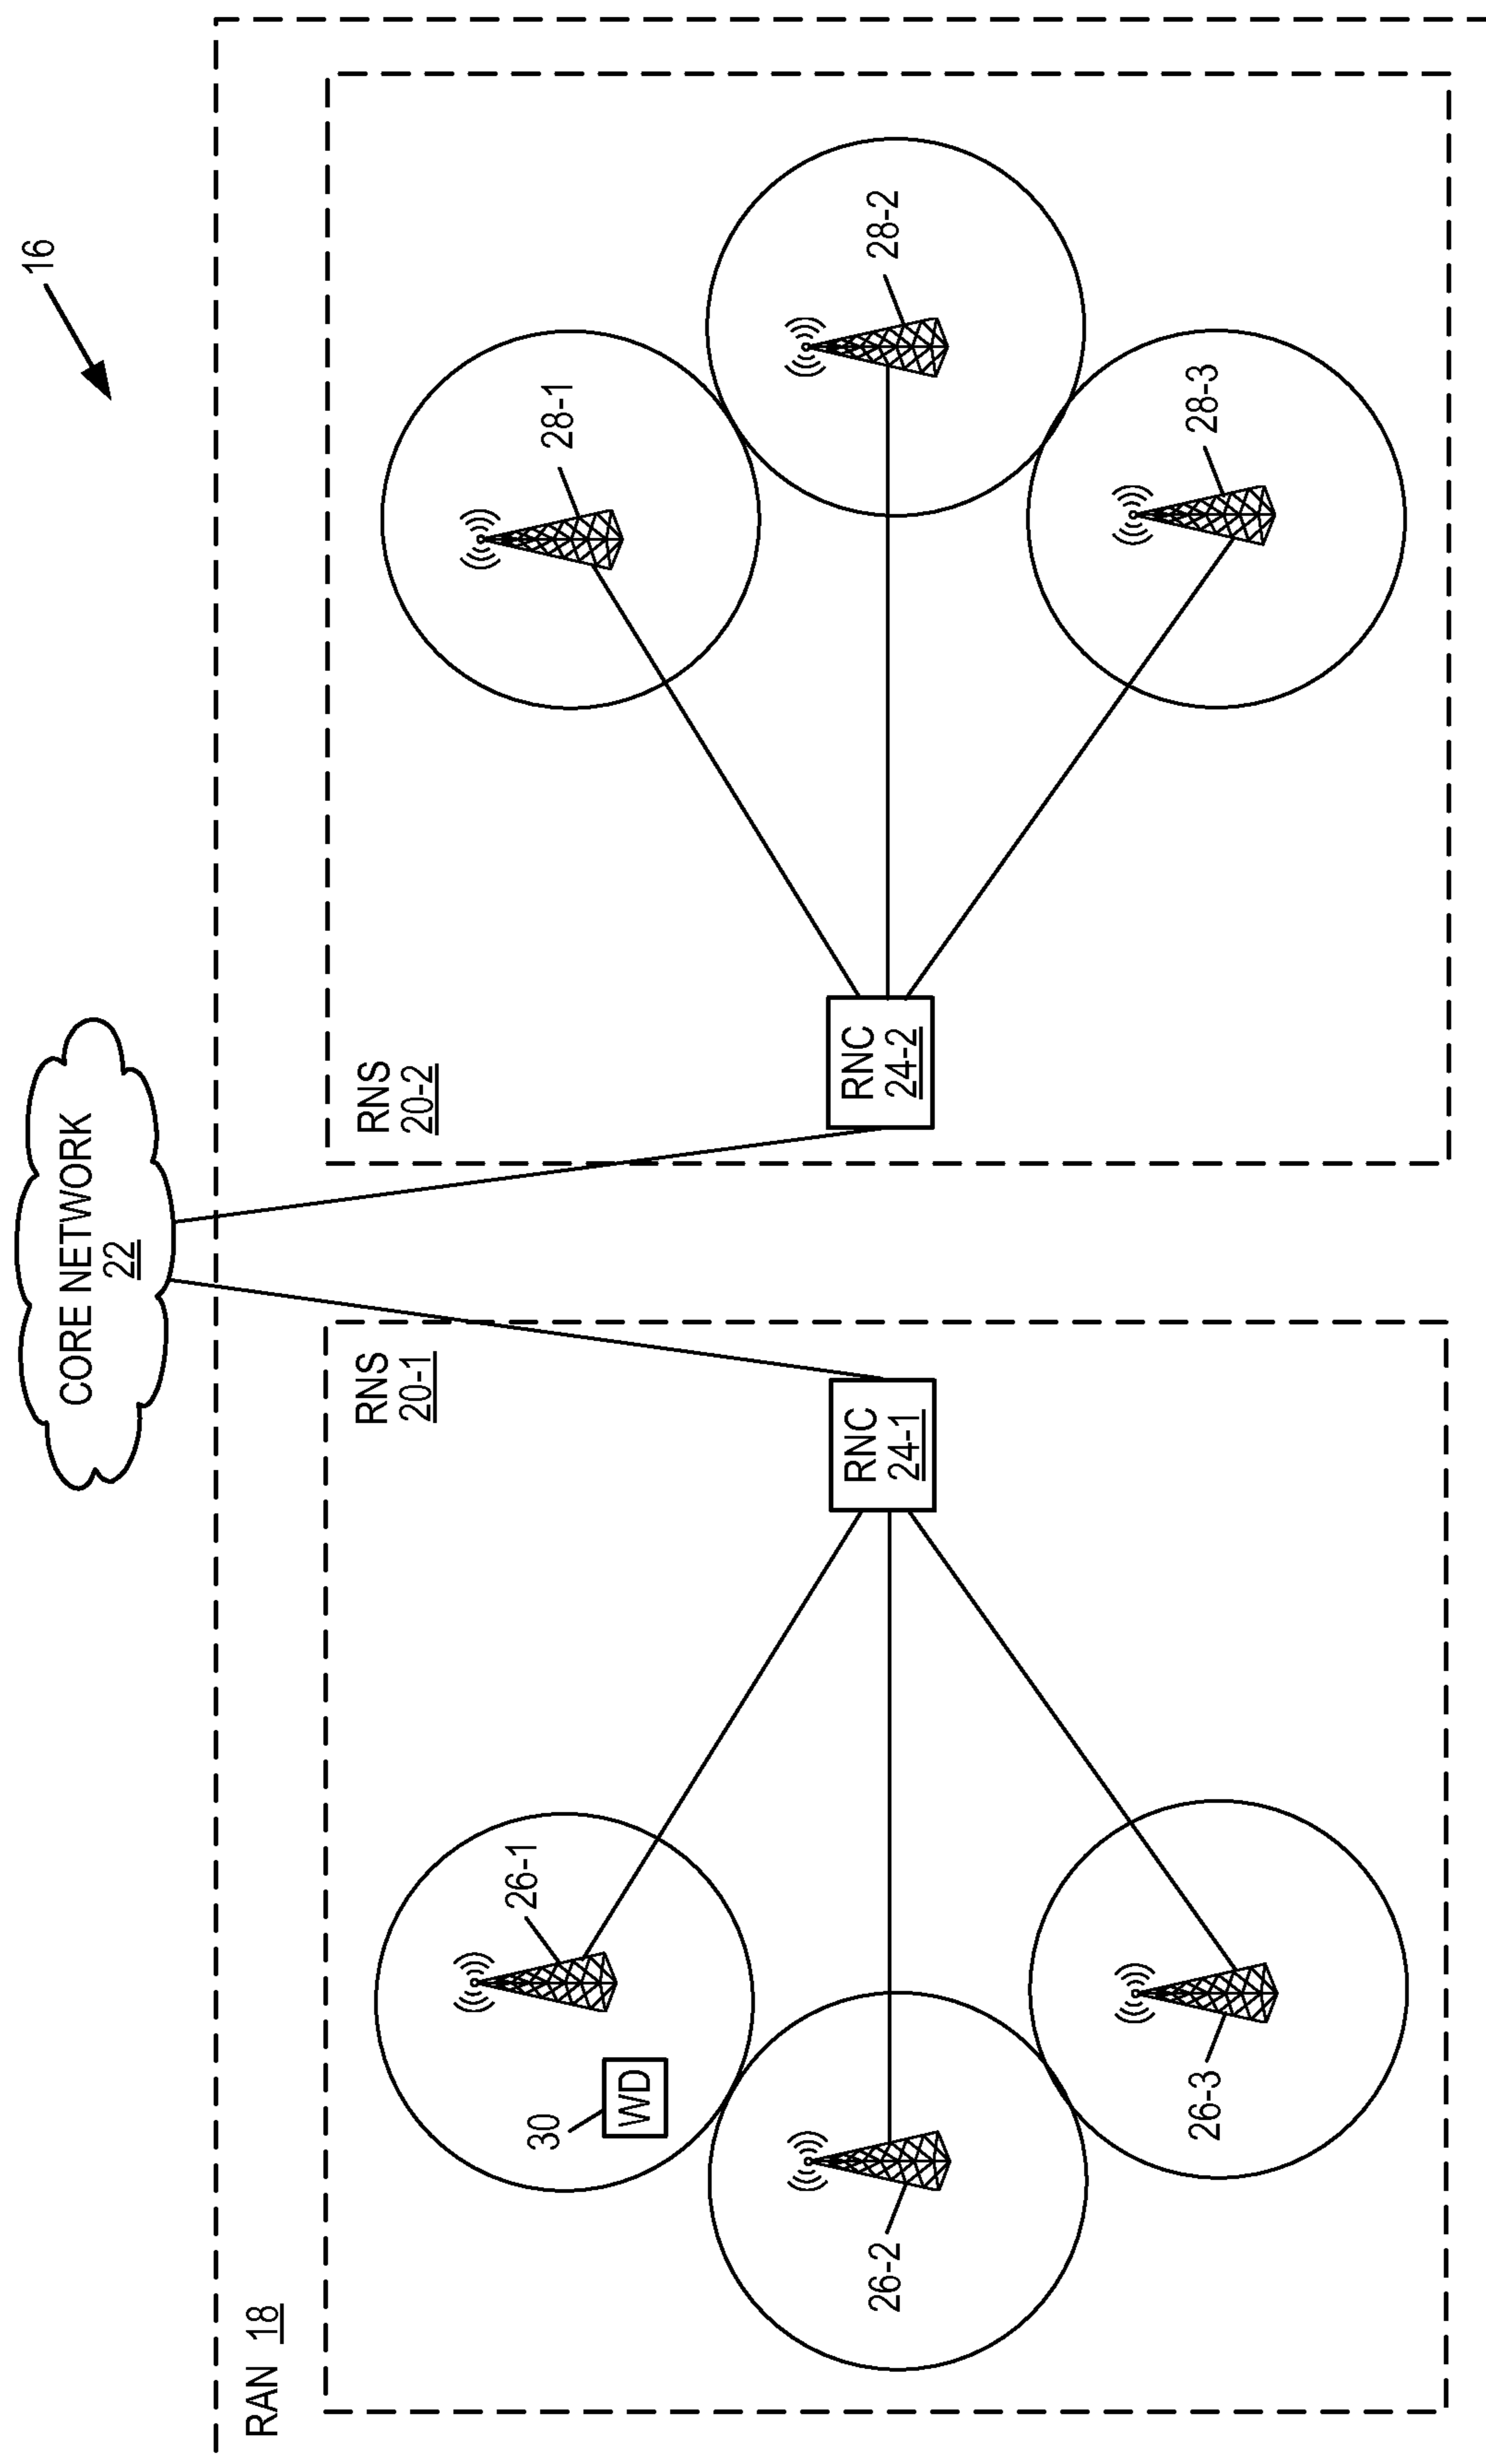 16
CORE NETWORK
22
RAN 18
RNS
20-1
RNS
20-2
RNC
24-1
RNC
24-2
26-1
30
WD
26-2
26-3
28-1
28-2
28-3